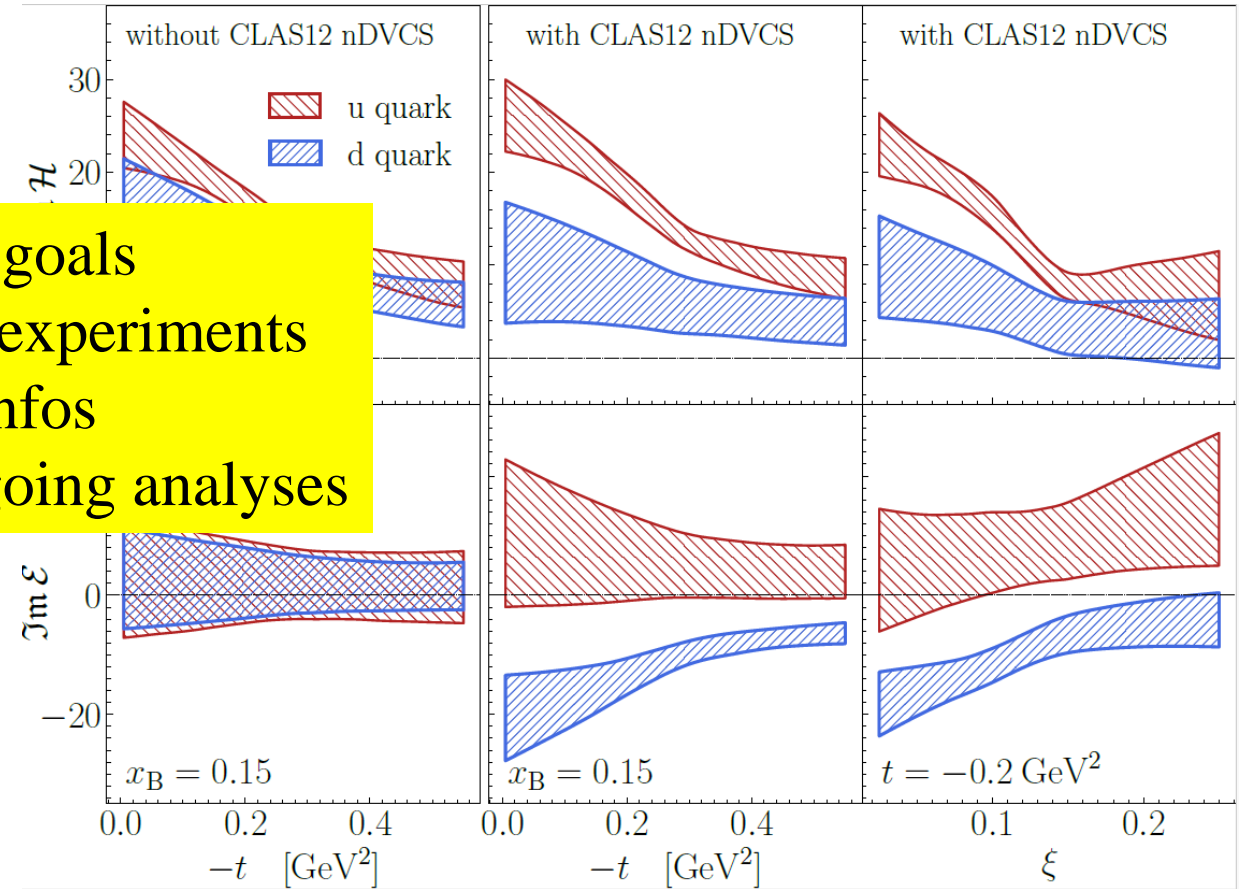 without CLAS12 nDVCS
with CLAS12 nDVCS
with CLAS12 nDVCS
30
20
u quark
d quark
ℋ
goals
experiments
going analyses
ℑm ℰ
0
−20
x_B = 0.15
x_B = 0.15
t = −0.2 GeV²
0.0 0.2 0.4
0.0 0.2 0.4
0.1 0.2
−t [GeV²]
−t [GeV²]
ξ